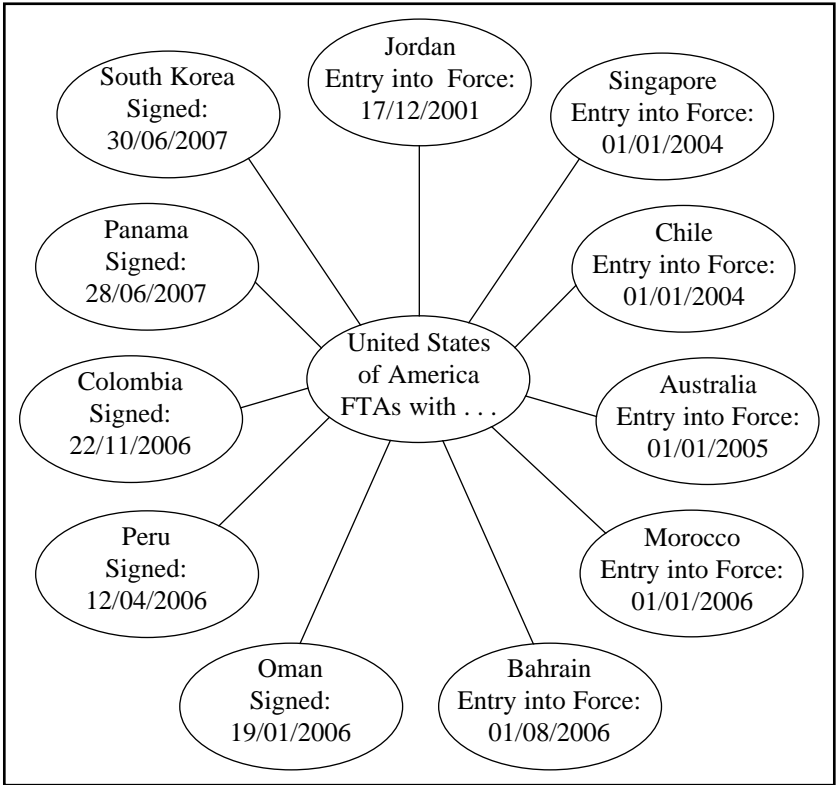 Jordan
Entry into Force:
17/12/2001
Singapore
Entry into Force:
01/01/2004
Chile
Entry into Force:
01/01/2004
Australia
Entry into Force:
01/01/2005
Morocco
Entry into Force:
01/01/2006
Bahrain
Entry into Force:
01/08/2006
Oman
Signed:
19/01/2006
Peru
Signed:
12/04/2006
Colombia
Signed:
22/11/2006
Panama
Signed:
28/06/2007
South Korea
Signed:
30/06/2007
United States
of America
FTAs with . . .